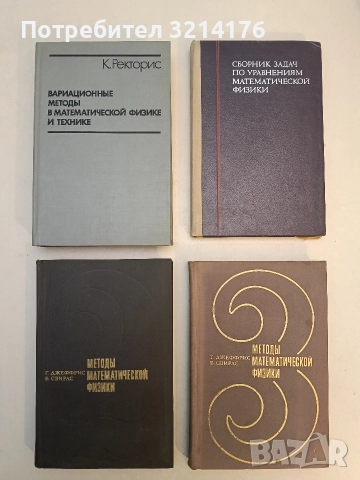 Потребител 3214176
К. Ректорис
ВАРИАЦИОННЫЕ
МЕТОДЫ
В МАТЕМАТИЧЕСКОЙ ФИЗИКЕ
И ТЕХНИКЕ
СБОРНИК ЗАДАЧ
ПО УРАВНЕНИЯМ
МАТЕМАТИЧЕСКОЙ
ФИЗИКИ
Г. ДЖЕФФРИС
Б. СВИРЛС
МЕТОДЫ
МАТЕМАТИЧЕСКОЙ
ФИЗИКИ
3
Г. ДЖЕФФРИС
Б. СВИРЛС
МЕТОДЫ
МАТЕМАТИЧЕСКОЙ
ФИЗИКИ
BAZAR